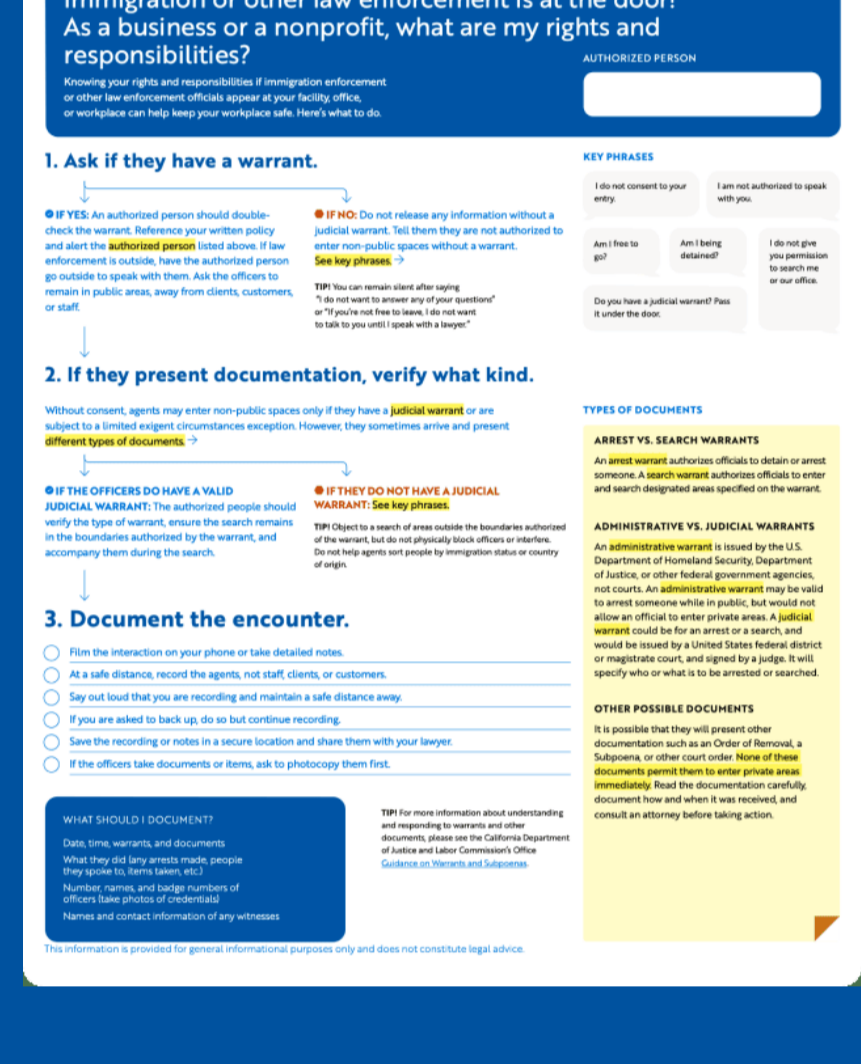 Immigration or other law enforcement is at the door!
As a business or a nonprofit, what are my rights and
responsibilities?
Knowing your rights and responsibilities if immigration enforcement
or other law enforcement officials appear at your facility, office,
or workplace can help keep your workplace safe. Here's what to do.
AUTHORIZED PERSON
1. Ask if they have a warrant.
IF YES: An authorized person should double-
check the warrant. Reference your written policy
and alert the authorized person listed above. If law
enforcement is outside, have the authorized person
go outside to speak with them. Ask the officers to
remain in public areas, away from clients, customers,
or staff.
IF NO: Do not release any information without a
judicial warrant. Tell them they are not authorized to
enter non-public spaces without a warrant.
See key phrases. →
TIP! You can remain silent after saying
"I do not want to answer any of your questions"
or "If you're not free to leave, I do not want
to talk to you until I speak with a lawyer."
KEY PHRASES
I do not consent to your
entry.
I am not authorized to speak
with you.
Am I free to
go?
Am I being
detained?
I do not give
you permission
to search me
or our office.
Do you have a judicial warrant? Pass
it under the door.
2. If they present documentation, verify what kind.
Without consent, agents may enter non-public spaces only if they have a judicial warrant or are
subject to a limited exigent circumstances exception. However, they sometimes arrive and present
different types of documents. →
IF THE OFFICERS DO HAVE A VALID
JUDICIAL WARRANT: The authorized people should
verify the type of warrant, ensure the search remains
in the boundaries authorized by the warrant, and
accompany them during the search.
IF THEY DO NOT HAVE A JUDICIAL
WARRANT: See key phrases.
TIP! Object to a search of areas outside the boundaries authorized
of the warrant, but do not physically block officers or interfere.
Do not help agents sort people by immigration status or country
of origin.
3. Document the encounter.
Film the interaction on your phone or take detailed notes.
At a safe distance, record the agents, not staff, clients, or customers.
Say out loud that you are recording and maintain a safe distance away.
If you are asked to back up, do so but continue recording.
Save the recording or notes in a secure location and share them with your lawyer.
If the officers take documents or items, ask to photocopy them first.
WHAT SHOULD I DOCUMENT?
Date, time, warrants, and documents
What they did (any arrests made, people
they spoke to, items taken, etc.)
Number, names, and badge numbers of
officers (take photos of credentials)
Names and contact information of any witnesses
TIP! For more information about understanding
and responding to warrants and other
documents, please see the California Department
of Justice and Labor Commission's Office
Guidance on Warrants and Subpoenas.
TYPES OF DOCUMENTS
ARREST VS. SEARCH WARRANTS
An arrest warrant authorizes officials to detain or arrest
someone. A search warrant authorizes officials to enter
and search designated areas specified on the warrant.
ADMINISTRATIVE VS. JUDICIAL WARRANTS
An administrative warrant is issued by the U.S.
Department of Homeland Security, Department
of Justice, or other federal government agencies,
not courts. An administrative warrant may be valid
to arrest someone while in public, but would not
allow an official to enter private areas. A judicial
warrant could be for an arrest or a search, and
would be issued by a United States federal district
or magistrate court, and signed by a judge. It will
specify who or what is to be arrested or searched.
OTHER POSSIBLE DOCUMENTS
It is possible that they will present other
documentation such as an Order of Removal, a
Subpoena, or other court order. None of these
documents permit them to enter private areas
immediately. Read the documentation carefully,
document how and when it was received, and
consult an attorney before taking action.
This information is provided for general informational purposes only and does not constitute legal advice.